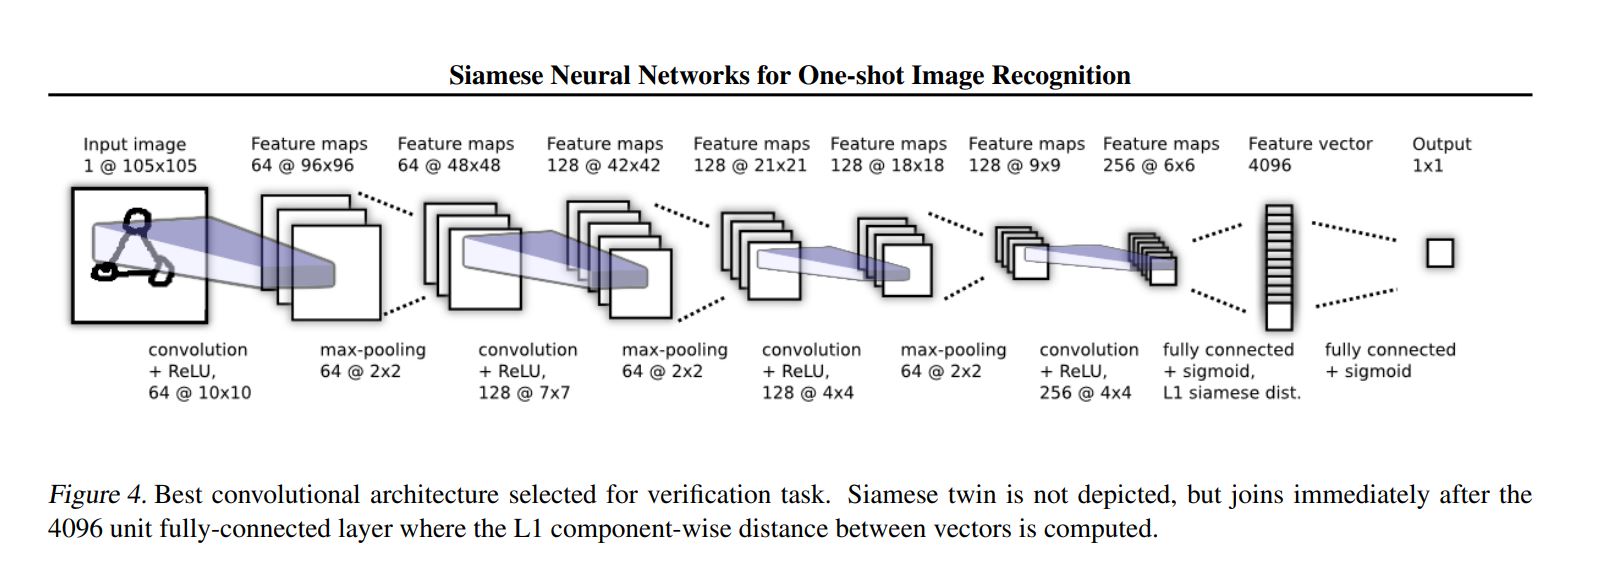 Siamese Neural Networks for One-shot Image Recognition
Input image
1 @ 105x105
Feature maps
64 @ 96x96
Feature maps
64 @ 48x48
Feature maps
128 @ 42x42
Feature maps
128 @ 21x21
Feature maps
128 @ 18x18
Feature maps
128 @ 9x9
Feature maps
256 @ 6x6
Feature vector
4096
Output
1x1
convolution
+ ReLU,
64 @ 10x10
max-pooling
64 @ 2x2
convolution
+ ReLU,
128 @ 7x7
max-pooling
64 @ 2x2
convolution
+ ReLU,
128 @ 4x4
max-pooling
64 @ 2x2
convolution
+ ReLU,
256 @ 4x4
fully connected
+ sigmoid,
L1 siamese dist.
fully connected
+ sigmoid
Figure 4. Best convolutional architecture selected for verification task. Siamese twin is not depicted, but joins immediately after the
4096 unit fully-connected layer where the L1 component-wise distance between vectors is computed.